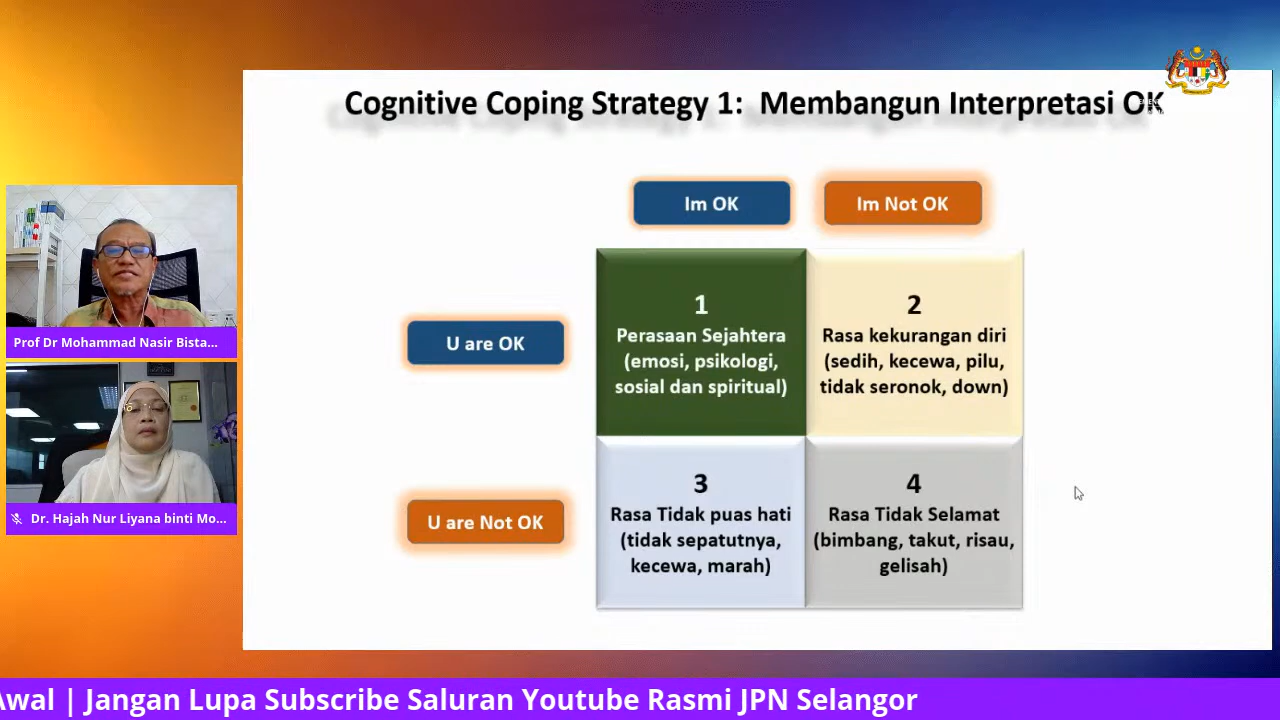 Cognitive Coping Strategy 1: Membangun Interpretasi OK
Im OK
Im Not OK
U are OK
1
Perasaan Sejahtera
(emosi, psikologi,
sosial dan spiritual)
2
Rasa kekurangan diri
(sedih, kecewa, pilu,
tidak seronok, down)
U are Not OK
3
Rasa Tidak puas hati
(tidak sepatutnya,
kecewa, marah)
4
Rasa Tidak Selamat
(bimbang, takut, risau,
gelisah)
Prof Dr Mohammad Nasir Bista...
Dr. Hajah Nur Liyana binti Mo...
Awal | Jangan Lupa Subscribe Saluran Youtube Rasmi JPN Selangor